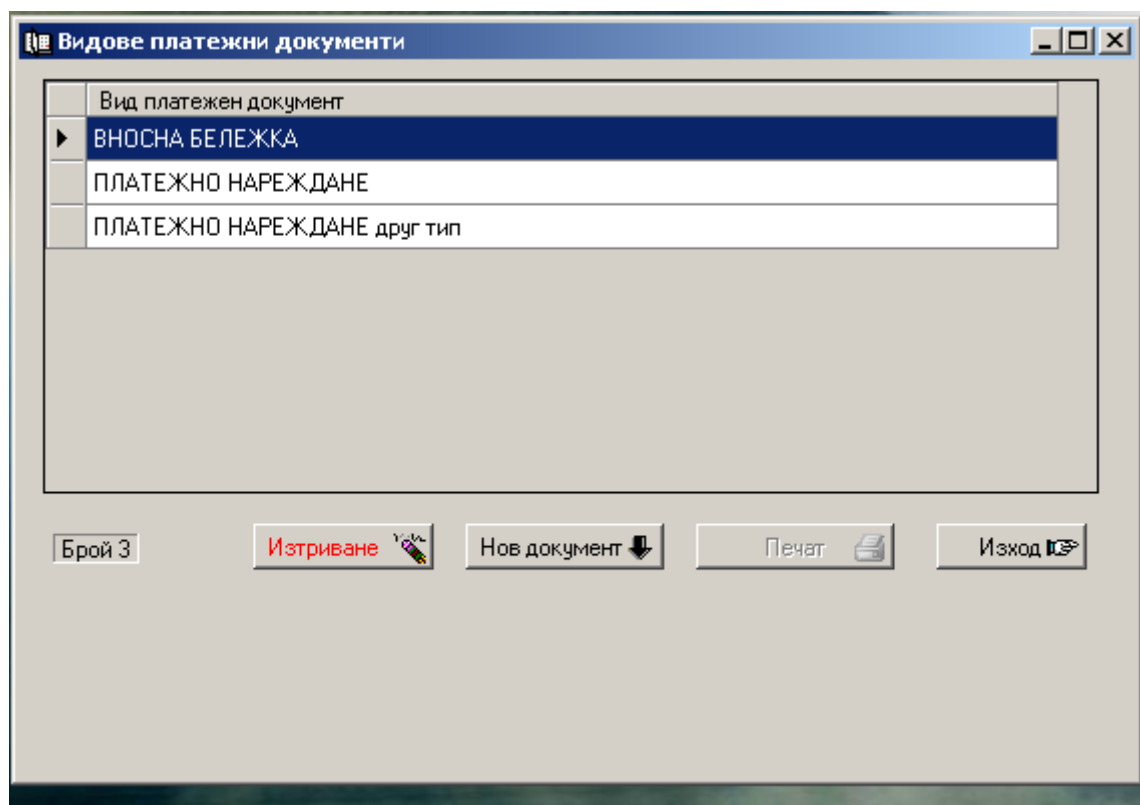 Видове платежни документи
Вид платежен документ
ВНОСНА БЕЛЕЖКА
ПЛАТЕЖНО НАРЕЖДАНЕ
ПЛАТЕЖНО НАРЕЖДАНЕ друг тип
Брой 3 Изтриване Нов документ Печат Изход